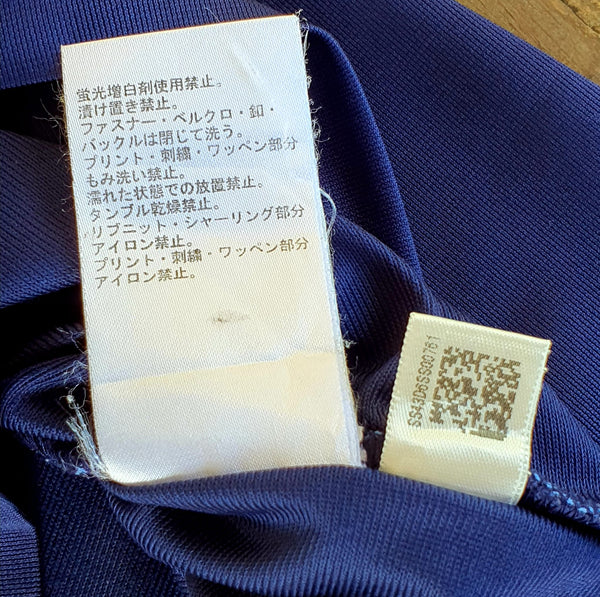 蛍光増白剤使用禁止。
漬け置き禁止。
ファスナー・ベルクロ・釦・
バックルは閉じて洗う。
プリント・刺繍・ワッペン部分
もみ洗い禁止。
濡れた状態での放置禁止。
タンブル乾燥禁止。
リブニット・シャーリング部分
アイロン禁止。
プリント・刺繍・ワッペン部分
アイロン禁止。